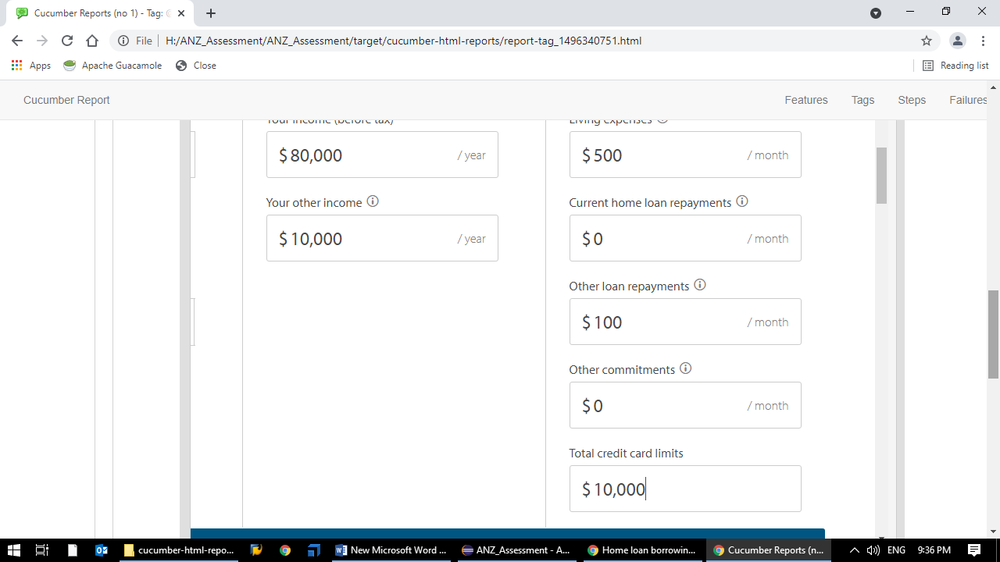 Cucumber Reports (no 1) - Tag: @
File H:/ANZ_Assessment/ANZ_Assessment/target/cucumber-html-reports/report-tag_1496340751.html
Apps Apache Guacamole Close Reading list
Cucumber Report Features Tags Steps Failures
Your income (before tax) Living expenses
$ 80,000 / year $ 500 / month
Your other income Current home loan repayments
$ 10,000 / year $ 0 / month
Other loan repayments
$ 100 / month
Other commitments
$ 0 / month
Total credit card limits
$ 10,000
cucumber-html-repo... New Microsoft Word ... ANZ_Assessment - A... Home loan borrowin... Cucumber Reports (n... ENG 9:36 PM